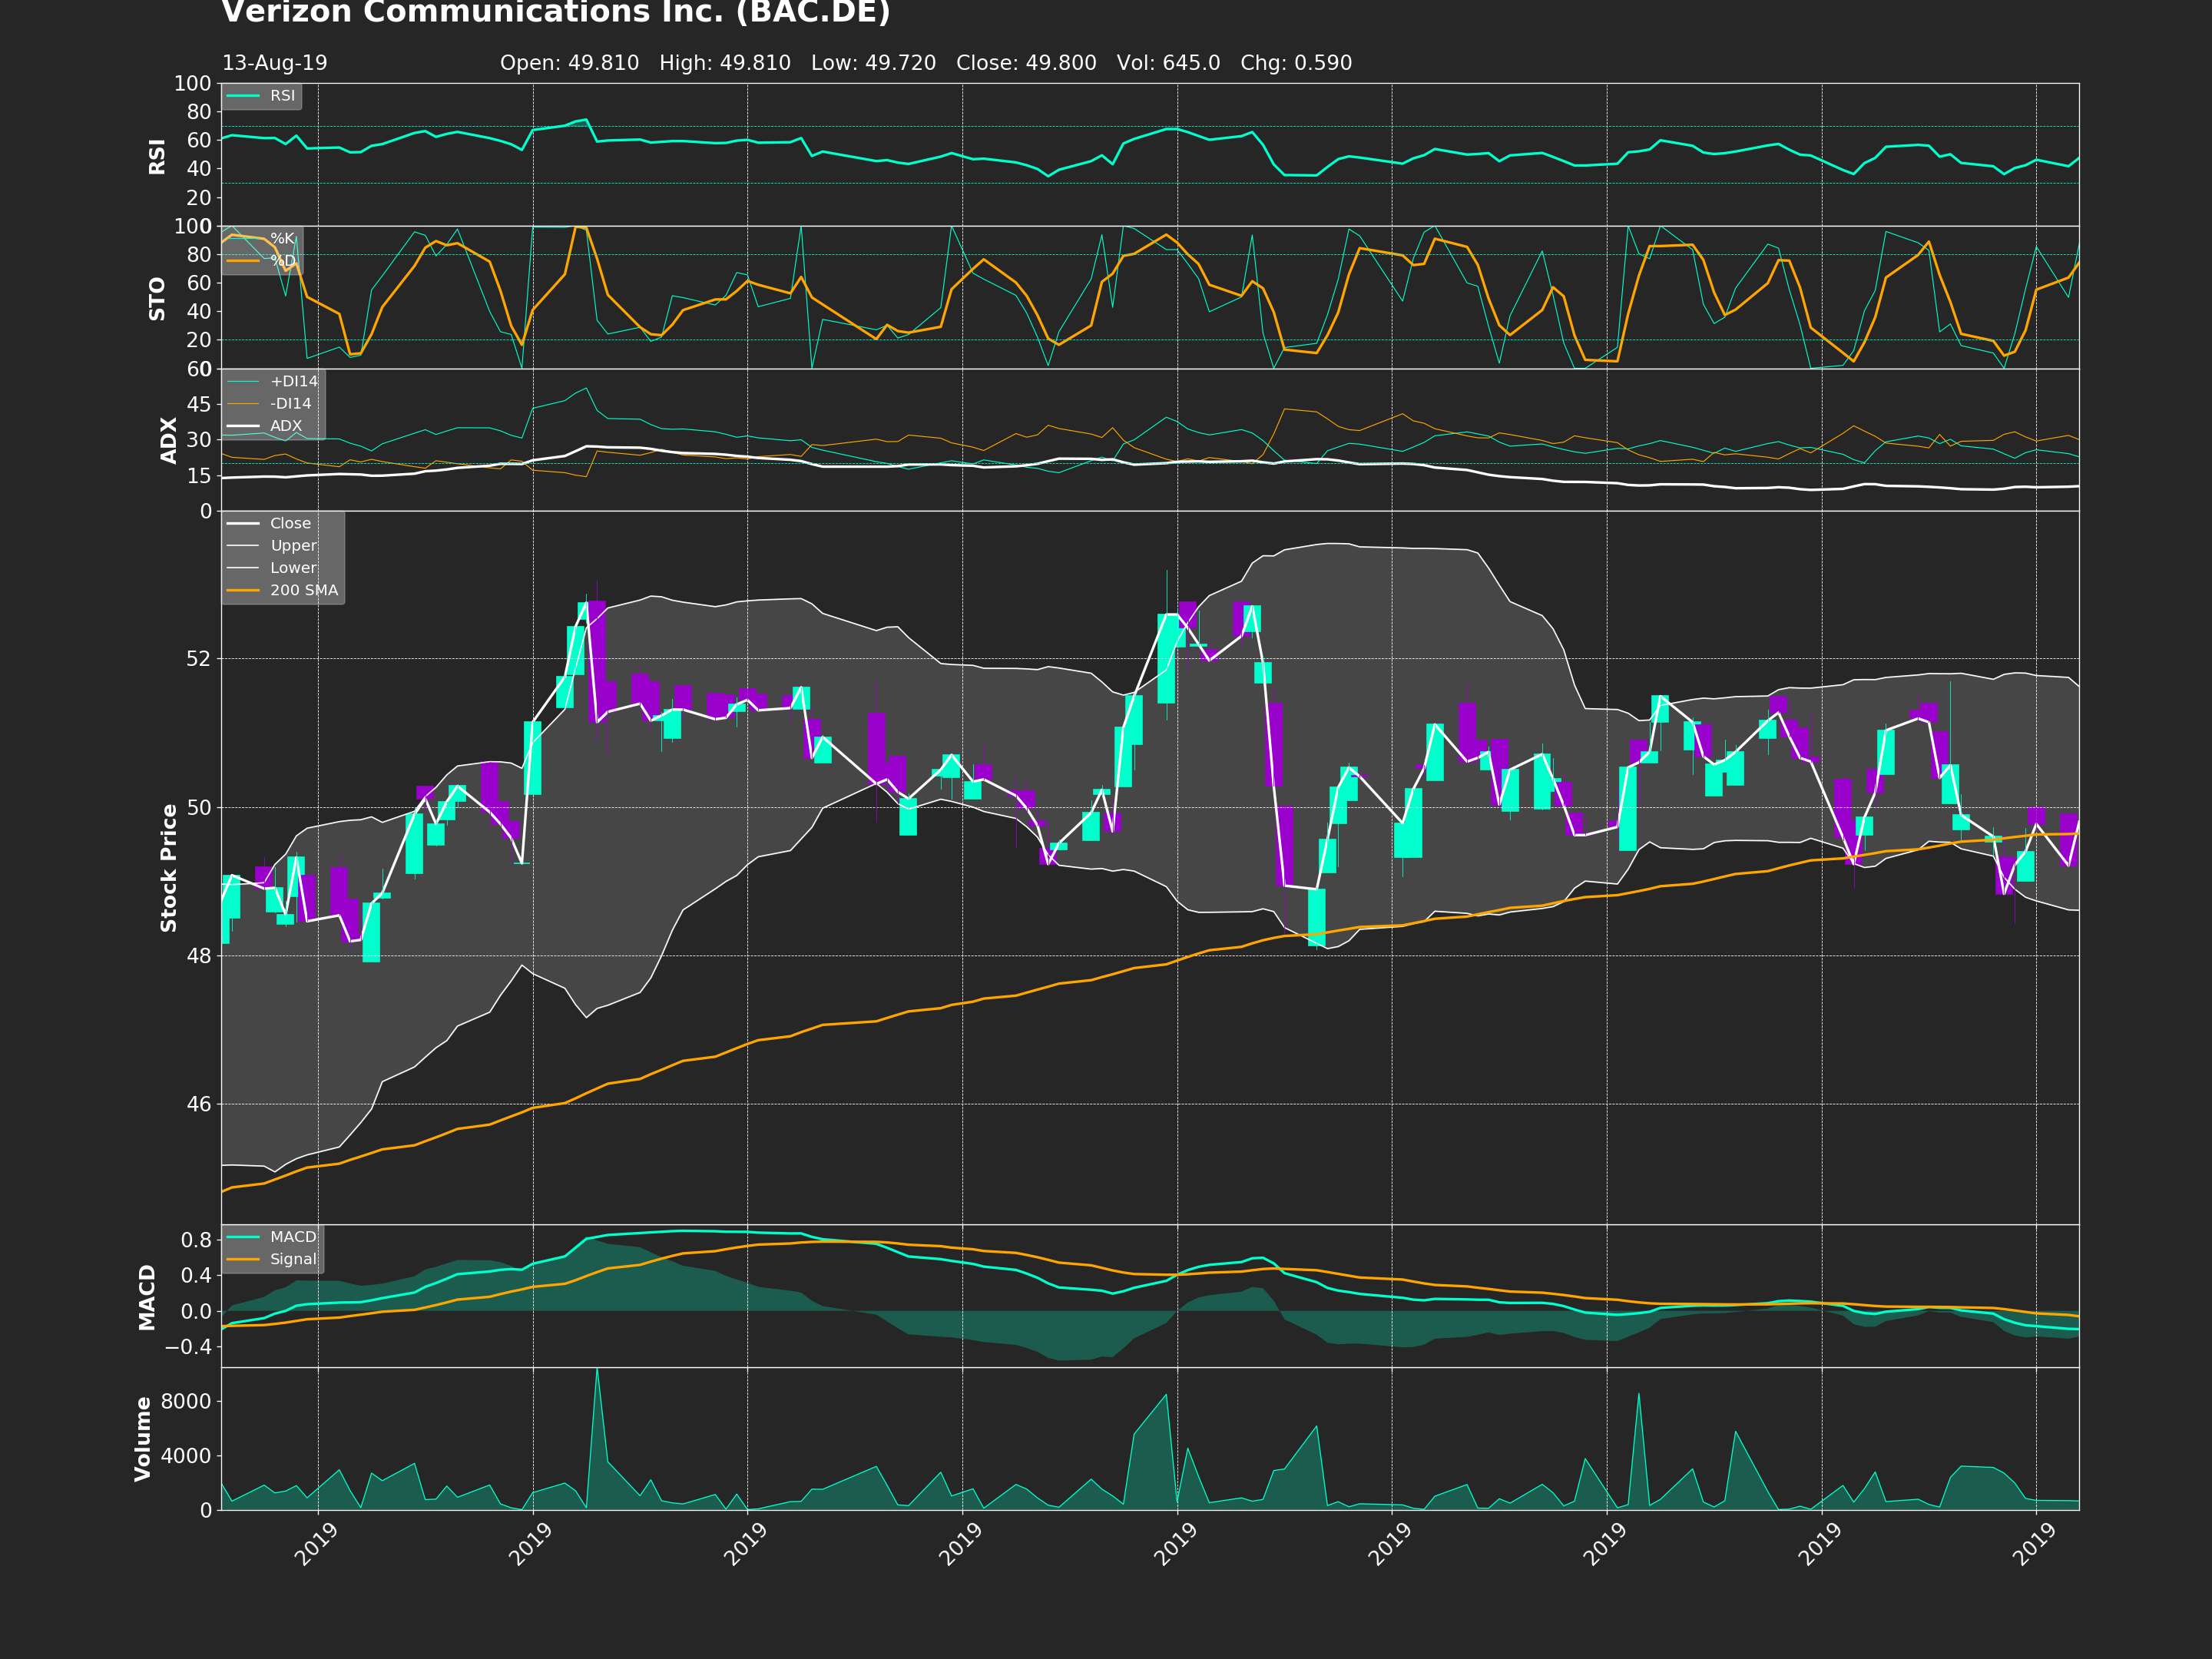 Verizon Communications Inc. (BAC.DE)
13-Aug-19 Open: 49.810 High: 49.810 Low: 49.720 Close: 49.800 Vol: 645.0 Chg: 0.590
100
80
60
40
20
0
RSI
RSI
100
80
60
40
20
0
STO
%K
%D
60
45
30
15
0
ADX
+DI14
-DI14
ADX
52
50
48
46
Stock Price
Close
Upper
Lower
200 SMA
0.8
0.4
0.0
−0.4
MACD
MACD
Signal
8000
4000
0
Volume
2019 2019 2019 2019 2019 2019 2019 2019 2019